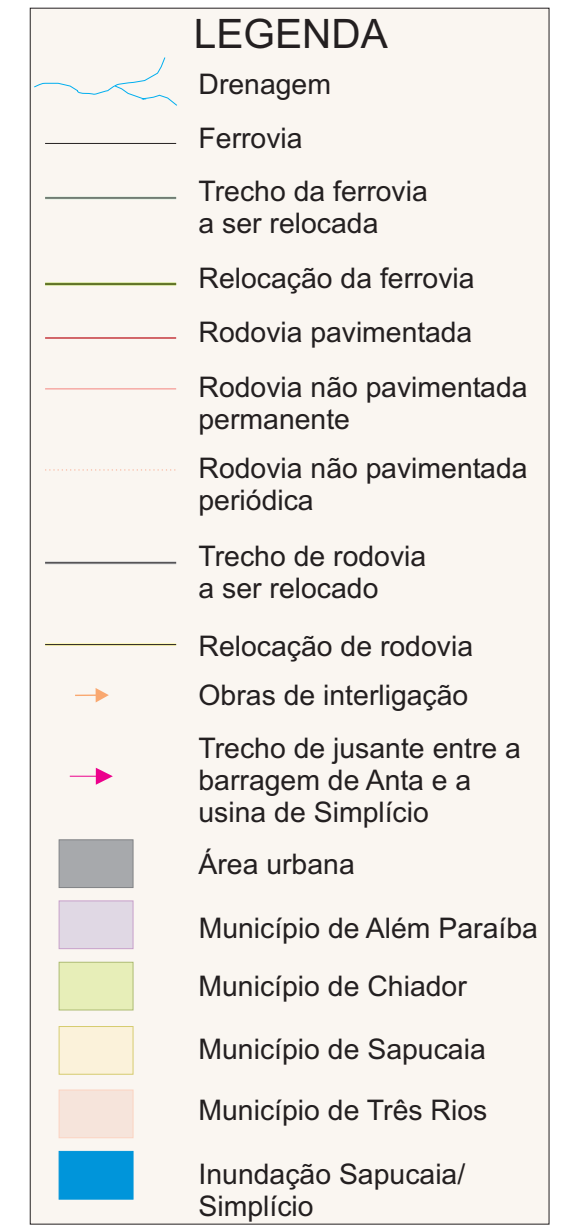 LEGENDA
Drenagem
Ferrovia
Trecho da ferrovia
a ser relocada
Relocação da ferrovia
Rodovia pavimentada
Rodovia não pavimentada
permanente
Rodovia não pavimentada
periódica
Trecho de rodovia
a ser relocado
Relocação de rodovia
Obras de interligação
Trecho de jusante entre a
barragem de Anta e a
usina de Simplício
Área urbana
Município de Além Paraíba
Município de Chiador
Município de Sapucaia
Município de Três Rios
Inundação Sapucaia/
Simplício